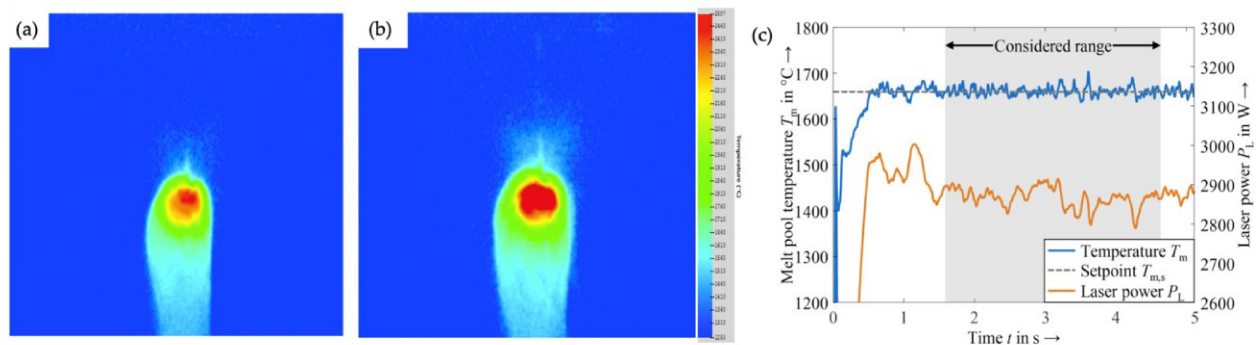 (a)
(b)
Temperature (°C)
(c)
1800
1700
1600
1500
1400
1300
1200
Melt pool temperature Tm in °C →
Considered range
3300
3200
3100
3000
2900
2800
2700
2600
Laser power PL in W →
Temperature Tm
Setpoint Tm,s
Laser power PL
0
1
2
3
4
5
Time t in s →